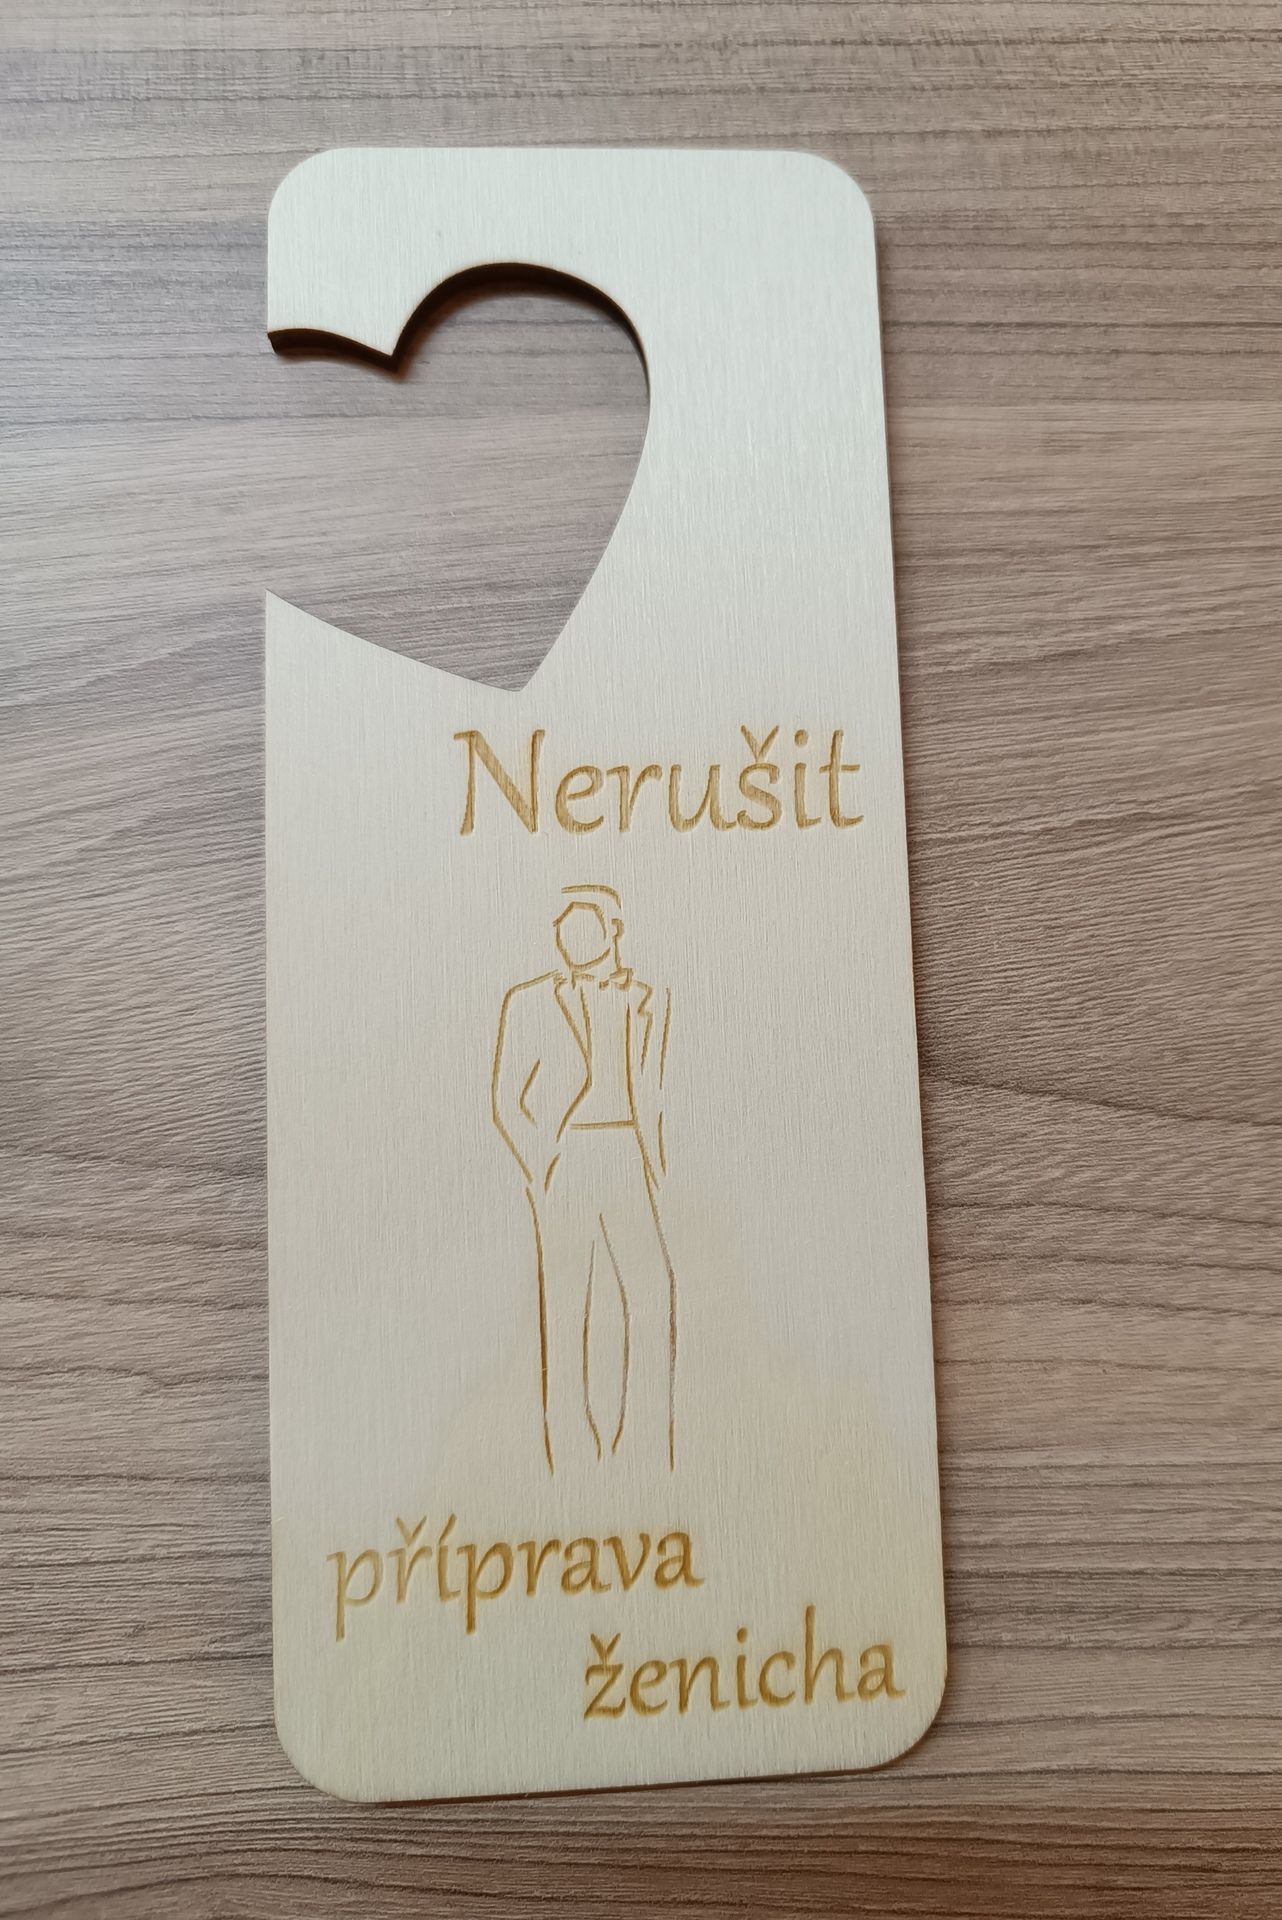 Nerušit
příprava
ženicha